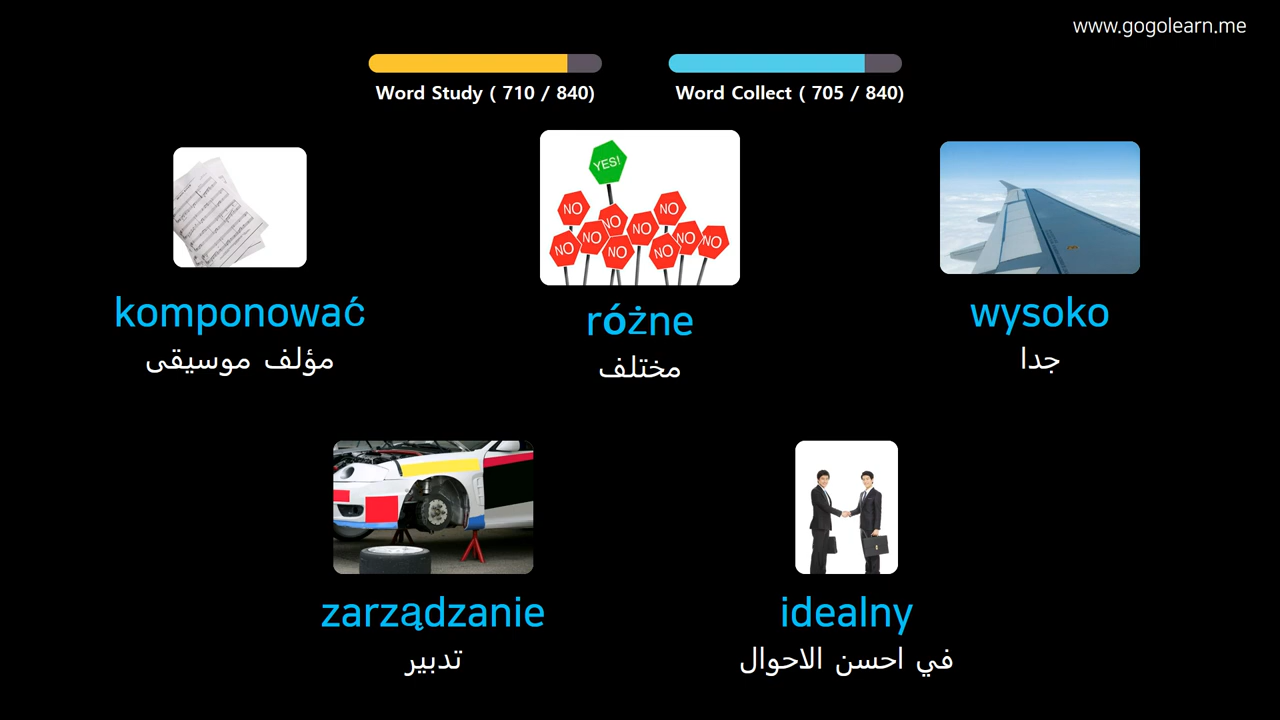 www.gogolearn.me
Word Study ( 710 / 840)
Word Collect ( 705 / 840)
YES!
NO
NO
NO
NO
NO
NO
NO
NO
NO
NO
komponować
مؤلف موسيقى
różne
مختلف
wysoko
جدا
zarządzanie
تدبير
idealny
في احسن الاحوال